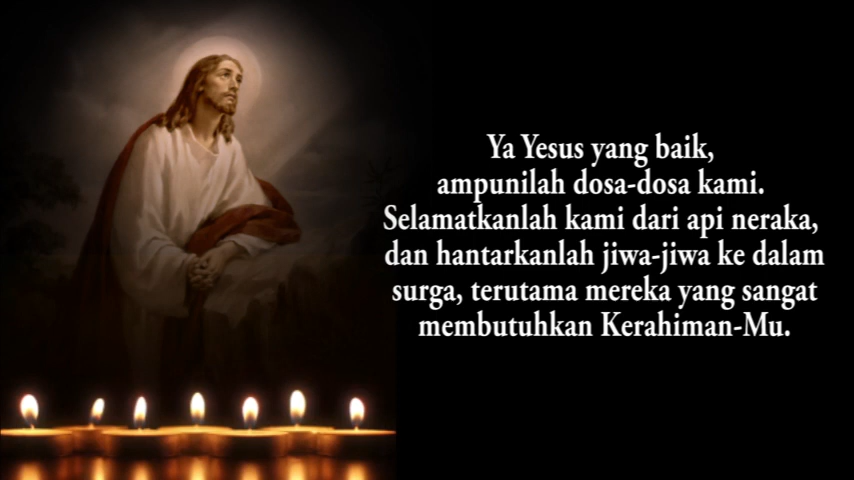 Ya Yesus yang baik,
ampunilah dosa-dosa kami.
Selamatkanlah kami dari api neraka,
dan hantarkanlah jiwa-jiwa ke dalam
surga, terutama mereka yang sangat
membutuhkan Kerahiman-Mu.